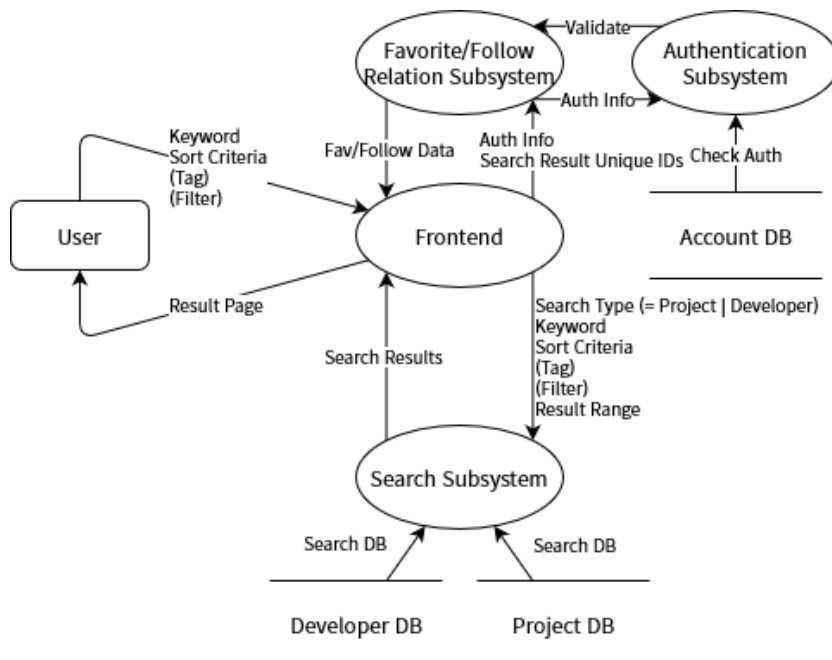 Favorite/Follow
Relation Subsystem
Validate
Authentication
Subsystem
Auth Info
Keyword
Sort Criteria
(Tag)
(Filter)
Fav/Follow Data
Auth Info
Search Result Unique IDs
Check Auth
User
Frontend
Account DB
Result Page
Search Results
Search Type (= Project | Developer)
Keyword
Sort Criteria
(Tag)
(Filter)
Result Range
Search Subsystem
Search DB
Search DB
Developer DB
Project DB